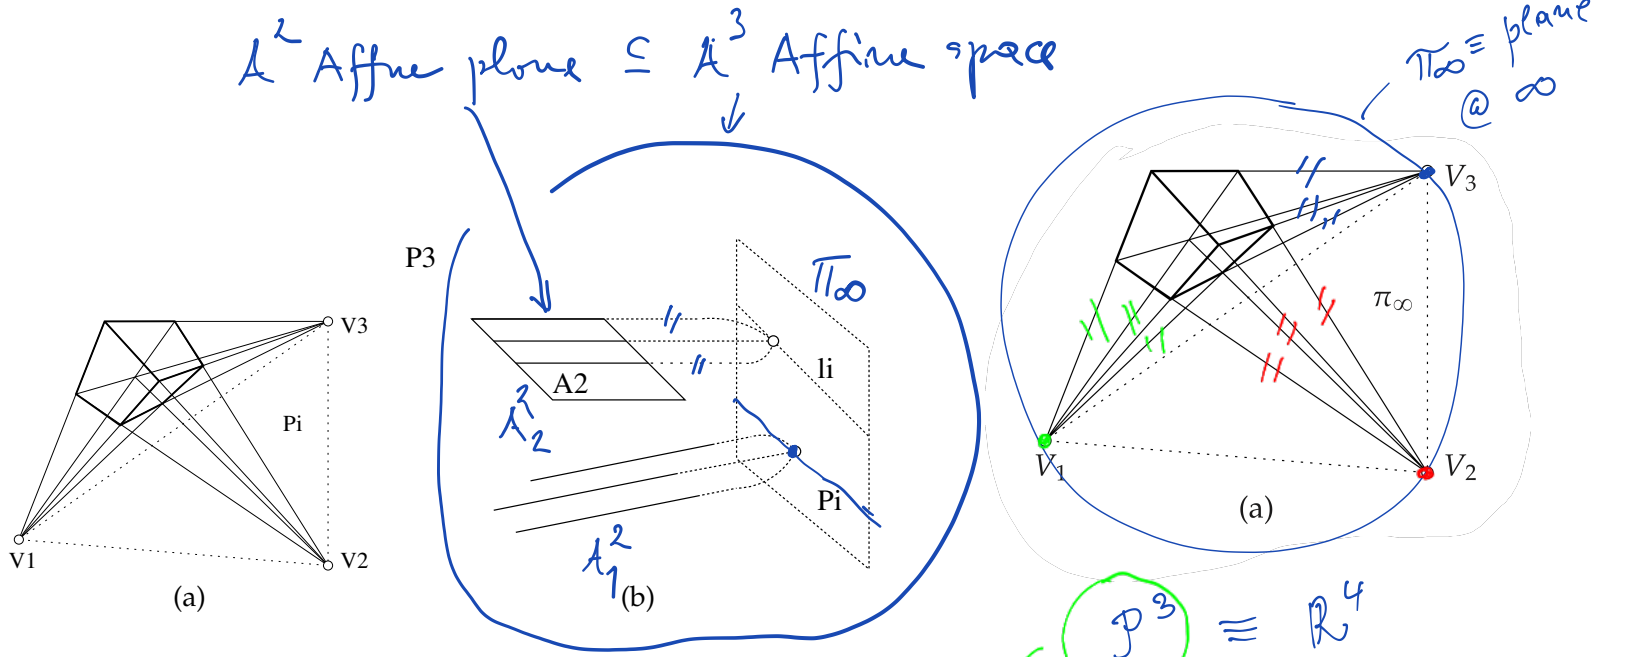 A² Affine plane ⊆ A³ Affine space
π∞ ≡ plane
@ ∞
P3
π∞
A2
A²₂
li
Pi
A²₁
(b)
V3
Pi
V1
V2
(a)
V₃
π∞
V₁
V₂
(a)
P³ ≡ R⁴